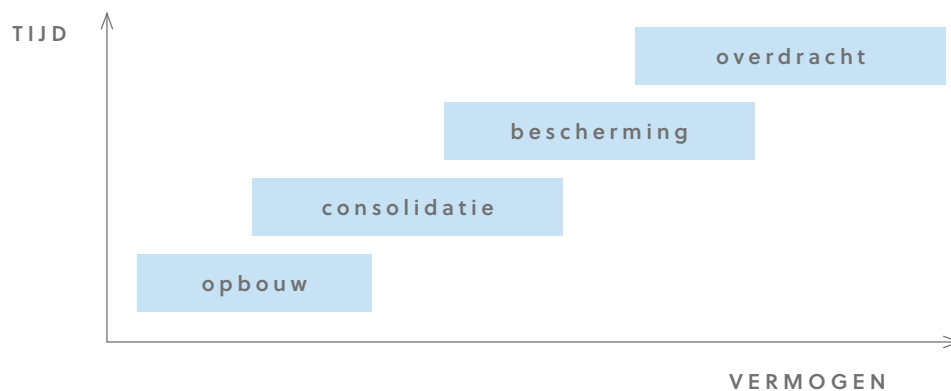 TIJD
overdracht
bescherming
consolidatie
opbouw
VERMOGEN